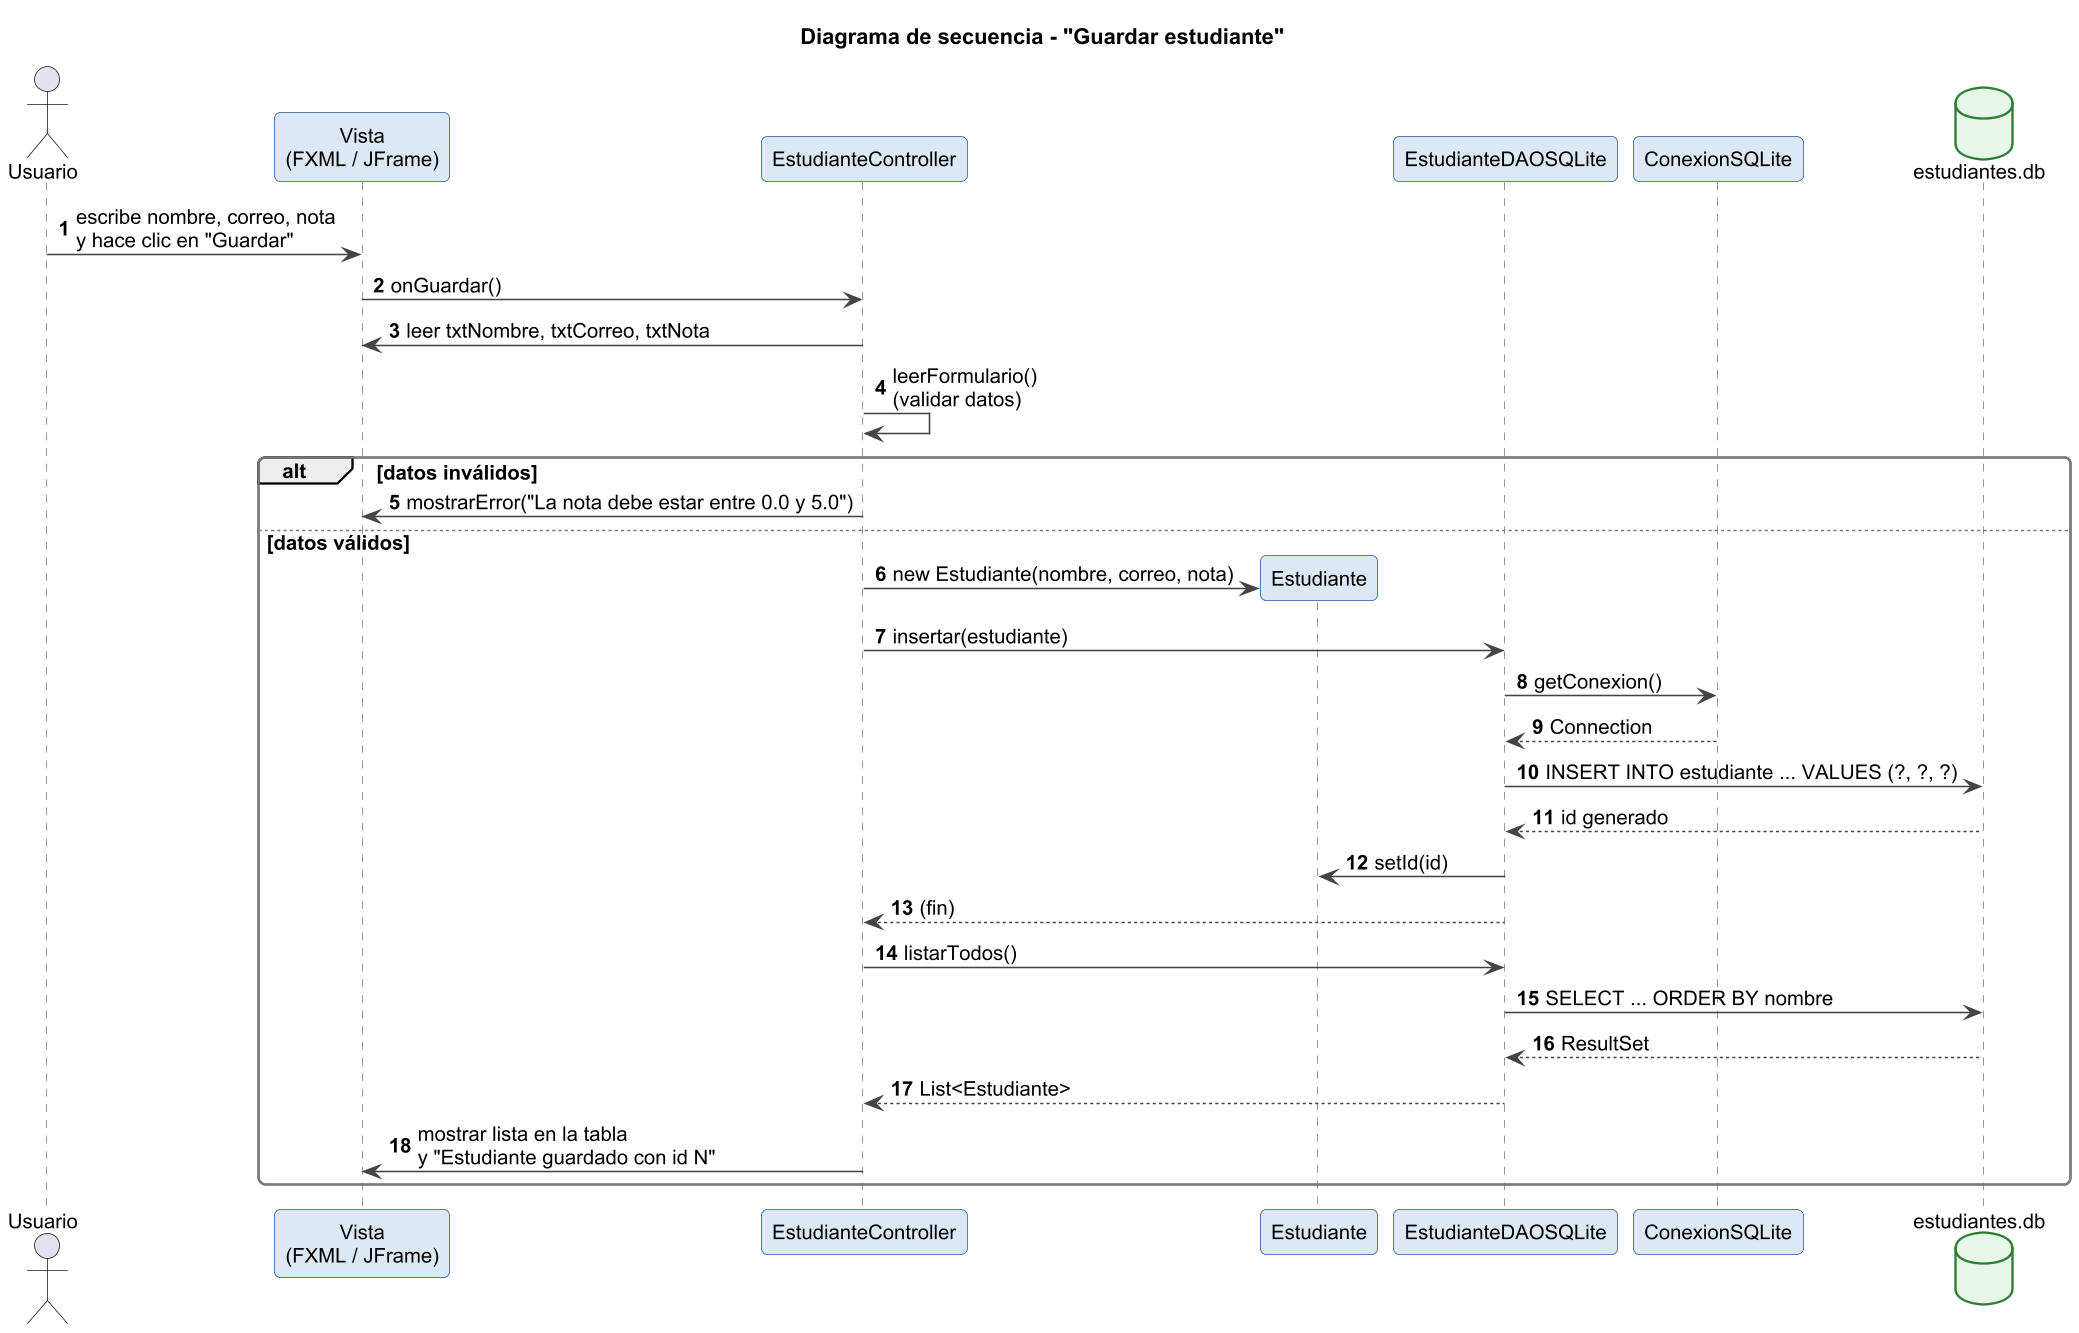 Diagrama de secuencia - "Guardar estudiante"
Usuario
Vista
(FXML / JFrame)
EstudianteController
EstudianteDAOSQLite
ConexionSQLite
estudiantes.db
1 escribe nombre, correo, nota
y hace clic en "Guardar"
2 onGuardar()
3 leer txtNombre, txtCorreo, txtNota
4 leerFormulario()
(validar datos)
alt [datos inválidos]
5 mostrarError("La nota debe estar entre 0.0 y 5.0")
[datos válidos]
6 new Estudiante(nombre, correo, nota)
Estudiante
7 insertar(estudiante)
8 getConexion()
9 Connection
10 INSERT INTO estudiante ... VALUES (?, ?, ?)
11 id generado
12 setId(id)
13 (fin)
14 listarTodos()
15 SELECT ... ORDER BY nombre
16 ResultSet
17 List<Estudiante>
18 mostrar lista en la tabla
y "Estudiante guardado con id N"
Usuario
Vista
(FXML / JFrame)
EstudianteController
Estudiante
EstudianteDAOSQLite
ConexionSQLite
estudiantes.db